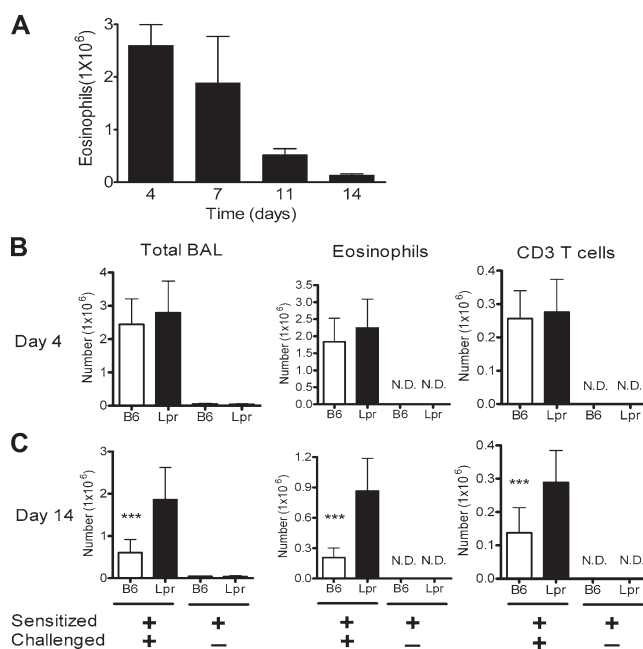 A
Eosinophils(1X10^6)
3
2
1
0
4 7 11 14
Time (days)
B
Total BAL Eosinophils CD3 T cells
Day 4
Number (1x10^6)
4
3
2
1
0
B6 Lpr B6 Lpr
Number (1x10^6)
3.5
3.0
2.5
2.0
1.5
1.0
0.5
0
N.D. N.D.
B6 Lpr B6 Lpr
Number (1x10^6)
0.4
0.3
0.2
0.1
0.0
N.D. N.D.
B6 Lpr B6 Lpr
C
Day 14
Number (1x10^6)
3
2
1
0
***
B6 Lpr B6 Lpr
Number (1x10^6)
1.2
0.9
0.6
0.3
0.0
***
N.D. N.D.
B6 Lpr B6 Lpr
Number (1x10^6)
0.4
0.3
0.2
0.1
0.0
***
N.D. N.D.
B6 Lpr B6 Lpr
Sensitized + + + + + +
Challenged + − + − + −